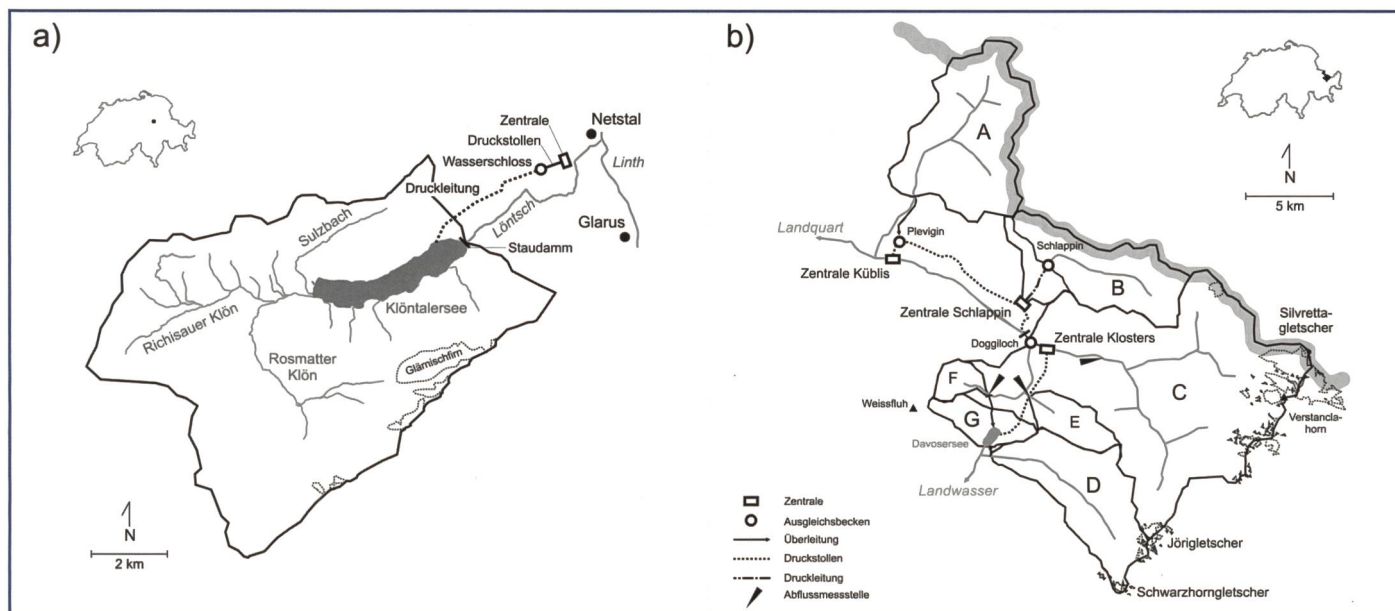 a)
Zentrale
Netstal
Druckstollen
Wasserschloss
Linth
Druckleitung
Löntsch
Sulzbach
Glarus
Staudamm
Klöntalersee
Richisauer Klön
Rosmatter
Klön
Glärnischfirn
N
2 km
b)
A
N
5 km
Landquart
Plevigin
Schlappin
Zentrale Küblis
B
Zentrale Schlappin
Silvretta-
gletscher
Doggiloch
Zentrale Klosters
F
C
Weissfluh
G
E
Verstancla-
horn
Davosersee
D
Landwasser
Zentrale
Ausgleichsbecken
Überleitung
Druckstollen
Jörigletscher
Druckleitung
Abflussmessstelle
Schwarzhorngletscher